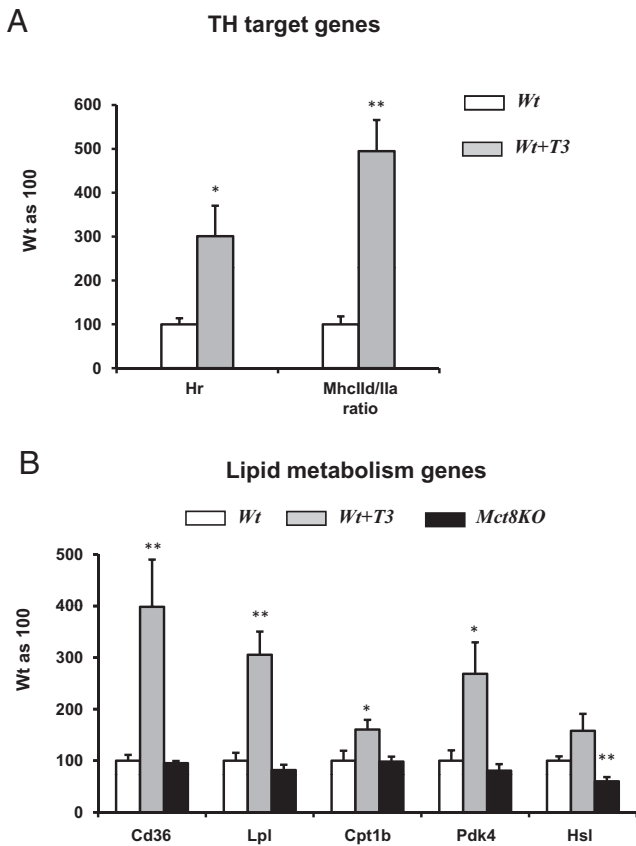 A
TH target genes
Wt
Wt+T3
Wt as 100
600
500
400
300
200
100
0
*
**
Hr
MhcIId/IIa
ratio
B
Lipid metabolism genes
Wt
Wt+T3
Mct8KO
Wt as 100
500
400
300
200
100
0
**
**
*
*
**
Cd36
Lpl
Cpt1b
Pdk4
Hsl